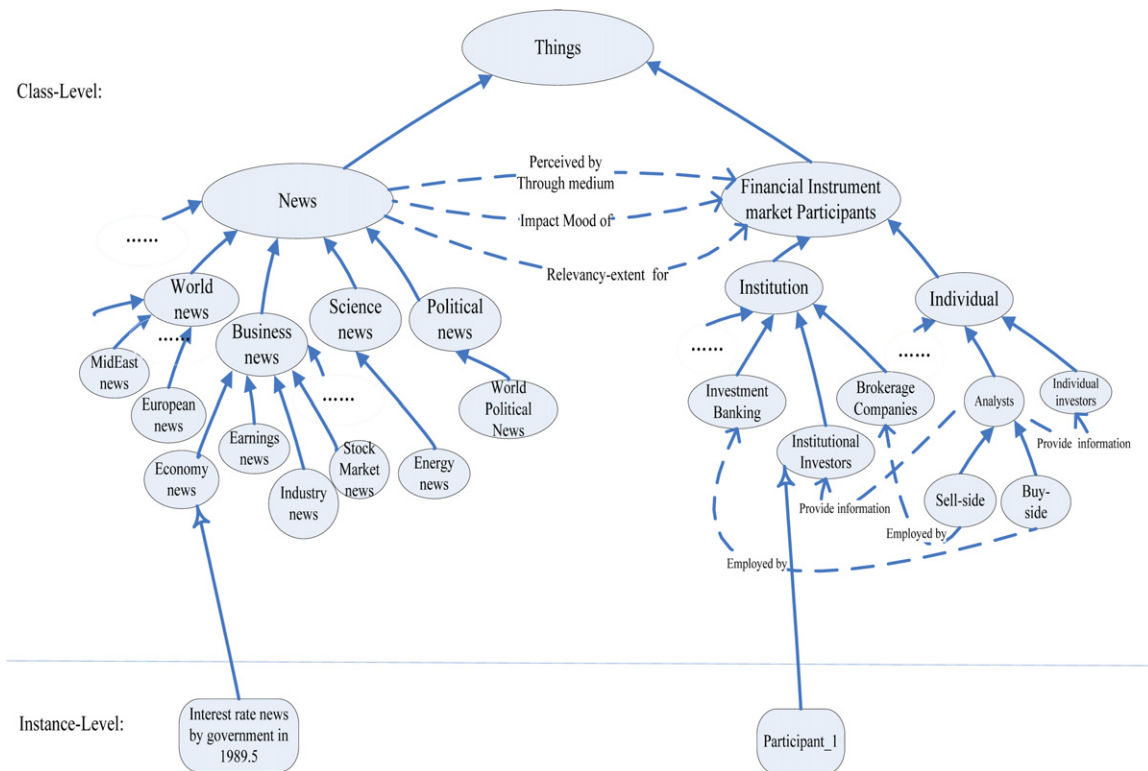 Things
Class-Level:
Perceived by
Through medium
News
Financial Instrument
market Participants
Impact Mood of
......
Relevancy-extent for
World
news
Science
news
Political
news
Institution
Individual
Business
news
......
......
......
MidEast
news
European
news
......
World
Political
News
Investment
Banking
Brokerage
Companies
Analysts
Individual
investors
Earnings
news
Stock
Market
news
Economy
news
Industry
news
Energy
news
Institutional
Investors
Provide information
Sell-side
Buy-
side
Provide information
Employed by
Employed by
Instance-Level:
Interest rate news
by government in
1989.5
Participant_1